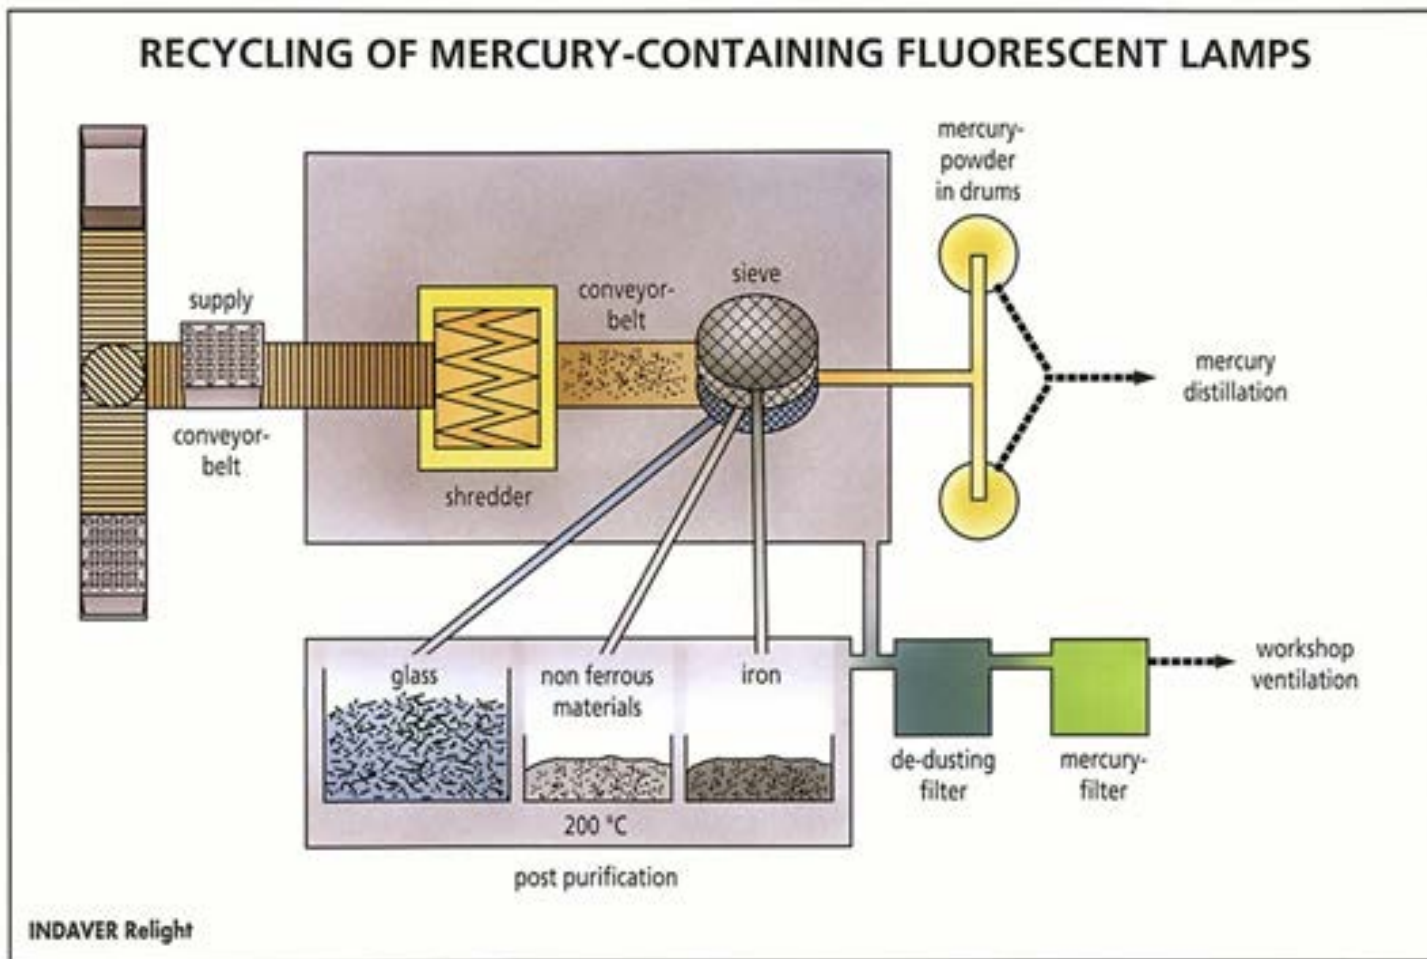 RECYCLING OF MERCURY-CONTAINING FLUORESCENT LAMPS
mercury-
powder
in drums
supply
conveyor-
belt
sieve
conveyor-
belt
shredder
mercury
distillation
glass
non ferrous
materials
iron
200 °C
post purification
de-dusting
filter
mercury-
filter
workshop
ventilation
INDAVER Relight